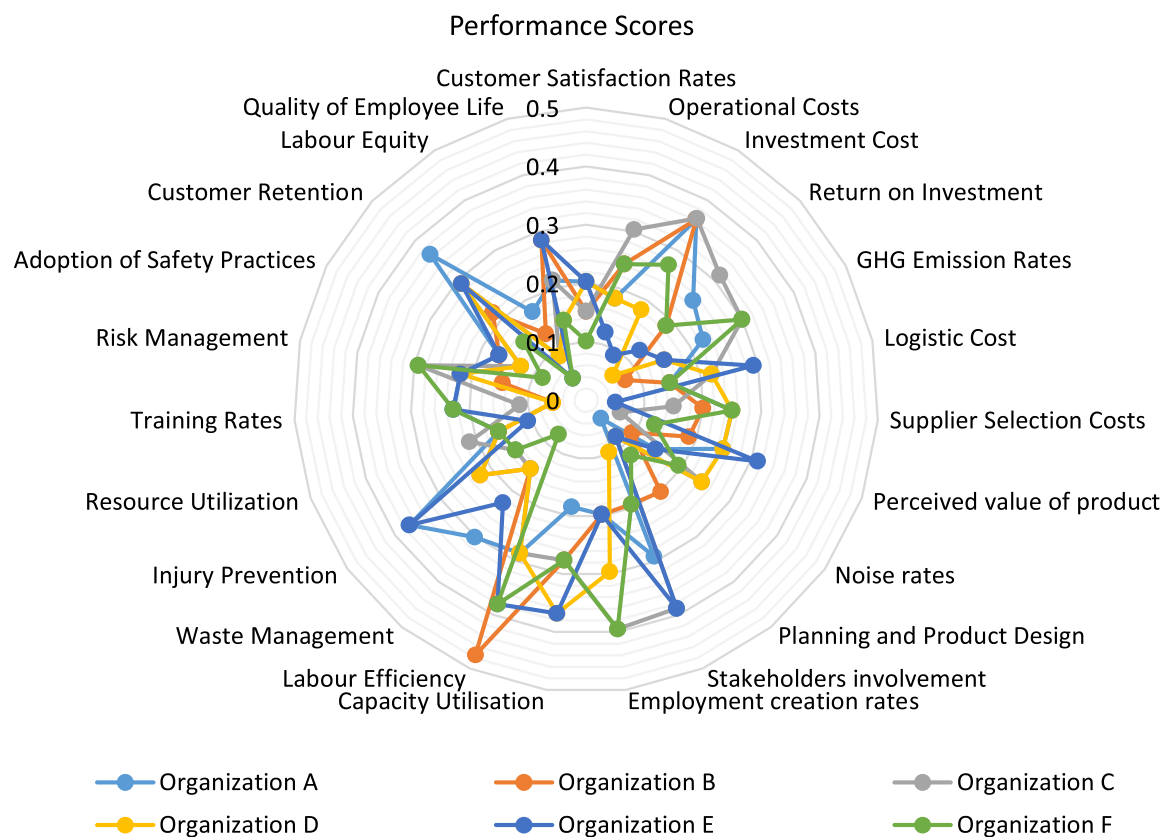 Performance Scores
Customer Satisfaction Rates
Quality of Employee Life
Operational Costs
Labour Equity
Investment Cost
Customer Retention
Return on Investment
Adoption of Safety Practices
GHG Emission Rates
Risk Management
Logistic Cost
Training Rates
Supplier Selection Costs
Resource Utilization
Perceived value of product
Injury Prevention
Noise rates
Waste Management
Planning and Product Design
Labour Efficiency
Stakeholders involvement
Capacity Utilisation
Employment creation rates
0.5
0.4
0.3
0.2
0.1
0
Organization A
Organization B
Organization C
Organization D
Organization E
Organization F